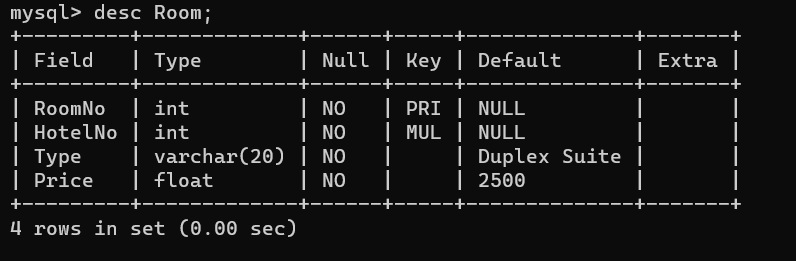 mysql> desc Room;
+---------+-------------+------+-----+--------------+-------+
| Field   | Type        | Null | Key | Default      | Extra |
+---------+-------------+------+-----+--------------+-------+
| RoomNo  | int         | NO   | PRI | NULL         |       |
| HotelNo | int         | NO   | MUL | NULL         |       |
| Type    | varchar(20) | NO   |     | Duplex Suite |       |
| Price   | float       | NO   |     | 2500         |       |
+---------+-------------+------+-----+--------------+-------+
4 rows in set (0.00 sec)